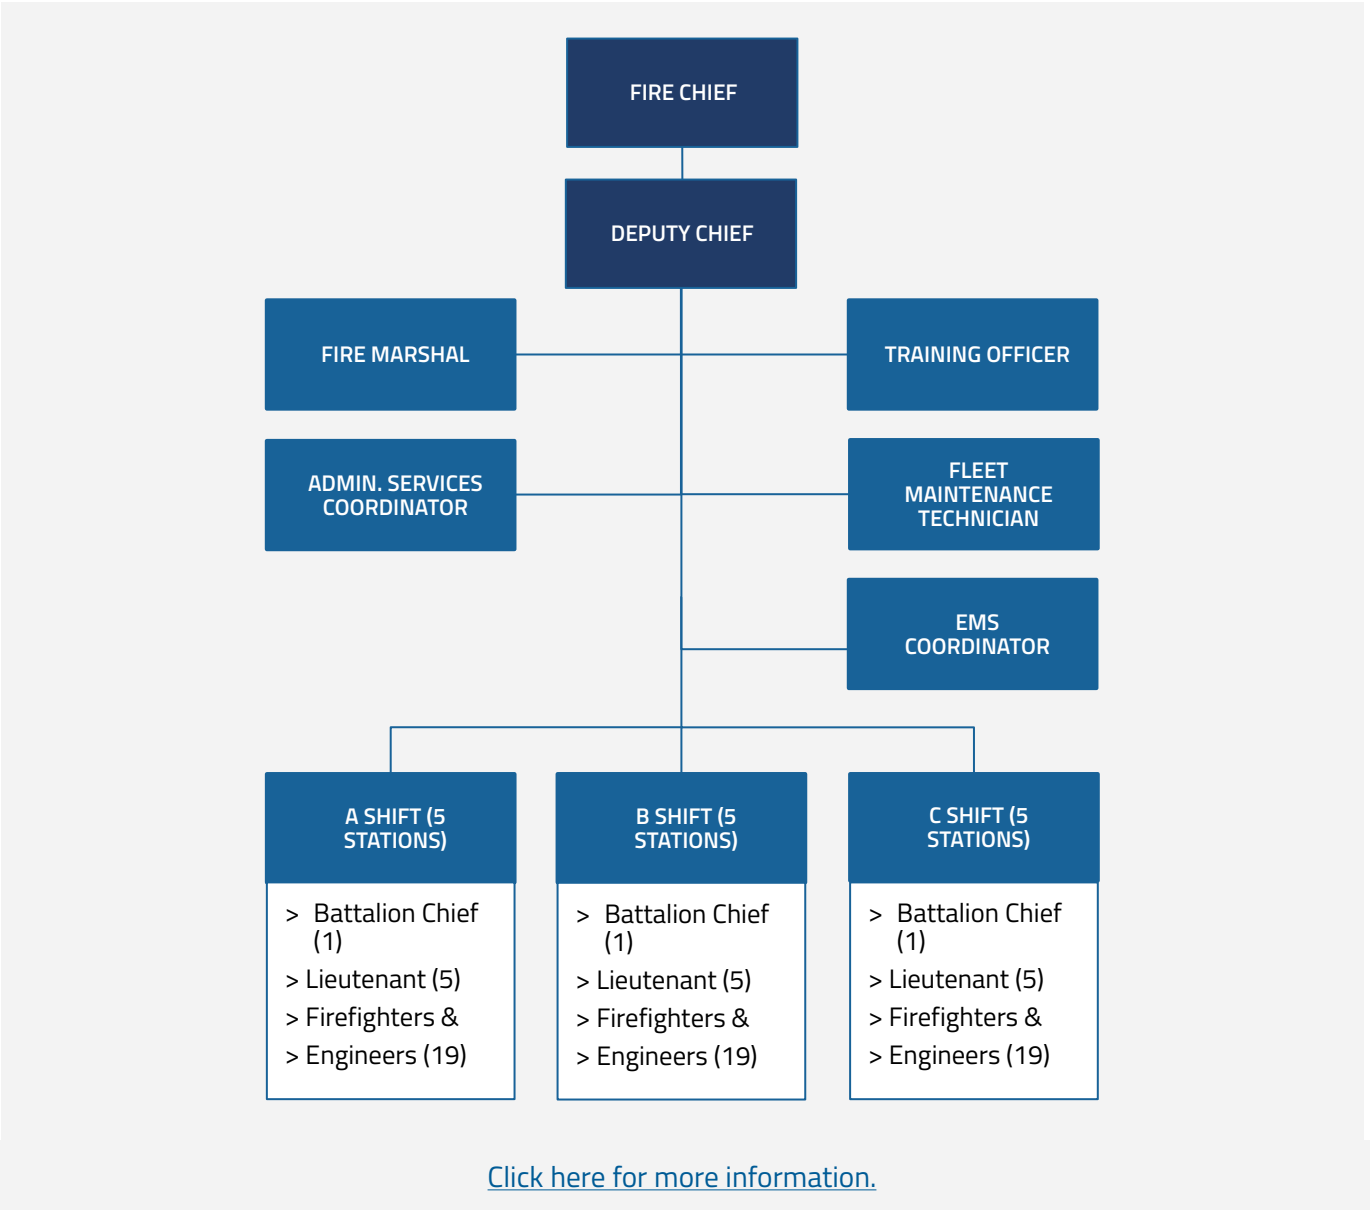 FIRE CHIEF
DEPUTY CHIEF
FIRE MARSHAL
TRAINING OFFICER
ADMIN. SERVICES
COORDINATOR
FLEET
MAINTENANCE
TECHNICIAN
EMS
COORDINATOR
A SHIFT (5
STATIONS)
> Battalion Chief
(1)
> Lieutenant (5)
> Firefighters &
> Engineers (19)
B SHIFT (5
STATIONS)
> Battalion Chief
(1)
> Lieutenant (5)
> Firefighters &
> Engineers (19)
C SHIFT (5
STATIONS)
> Battalion Chief
(1)
> Lieutenant (5)
> Firefighters &
> Engineers (19)
Click here for more information.